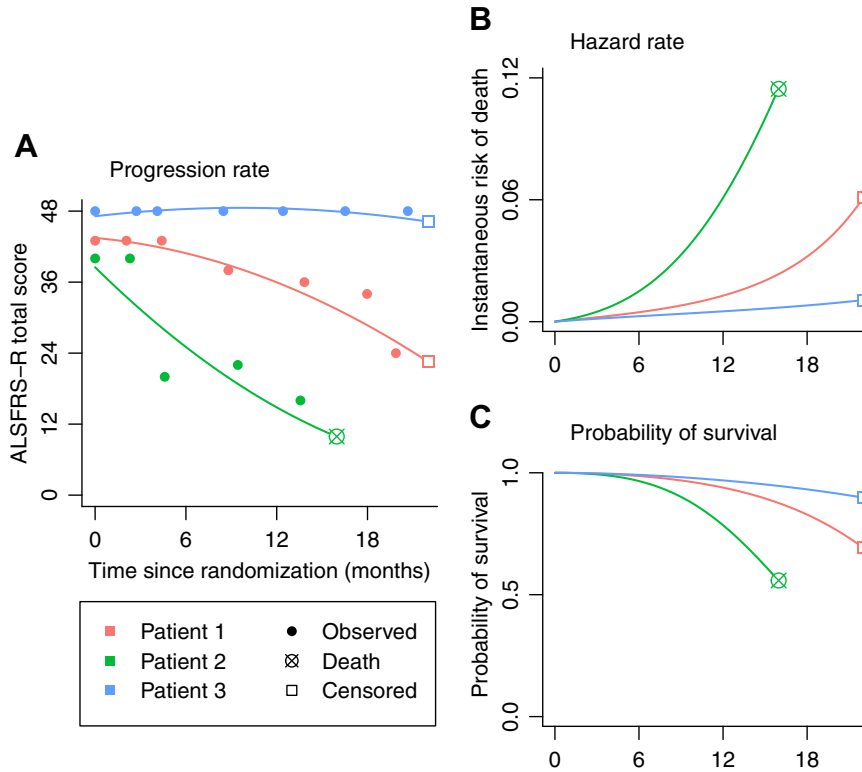 A
Progression rate
ALSFRS−R total score
48
36
24
12
0
0 6 12 18
Time since randomization (months)
Patient 1
Patient 2
Patient 3
Observed
Death
Censored
B
Hazard rate
Instantaneous risk of death
0.12
0.06
0.00
0 6 12 18
C
Probability of survival
Probability of survival
1.0
0.5
0.0
0 6 12 18